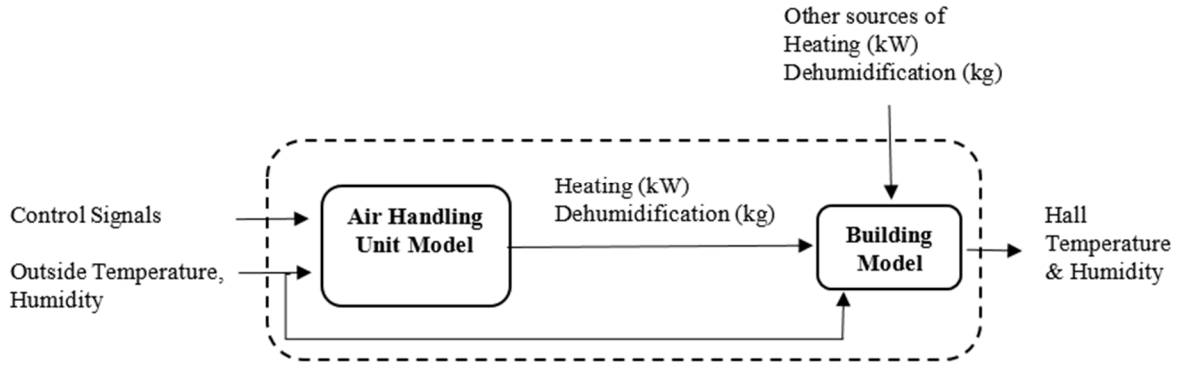 Other sources of
Heating (kW)
Dehumidification (kg)
Control Signals
Outside Temperature,
Humidity
Air Handling
Unit Model
Heating (kW)
Dehumidification (kg)
Building
Model
Hall
Temperature
& Humidity